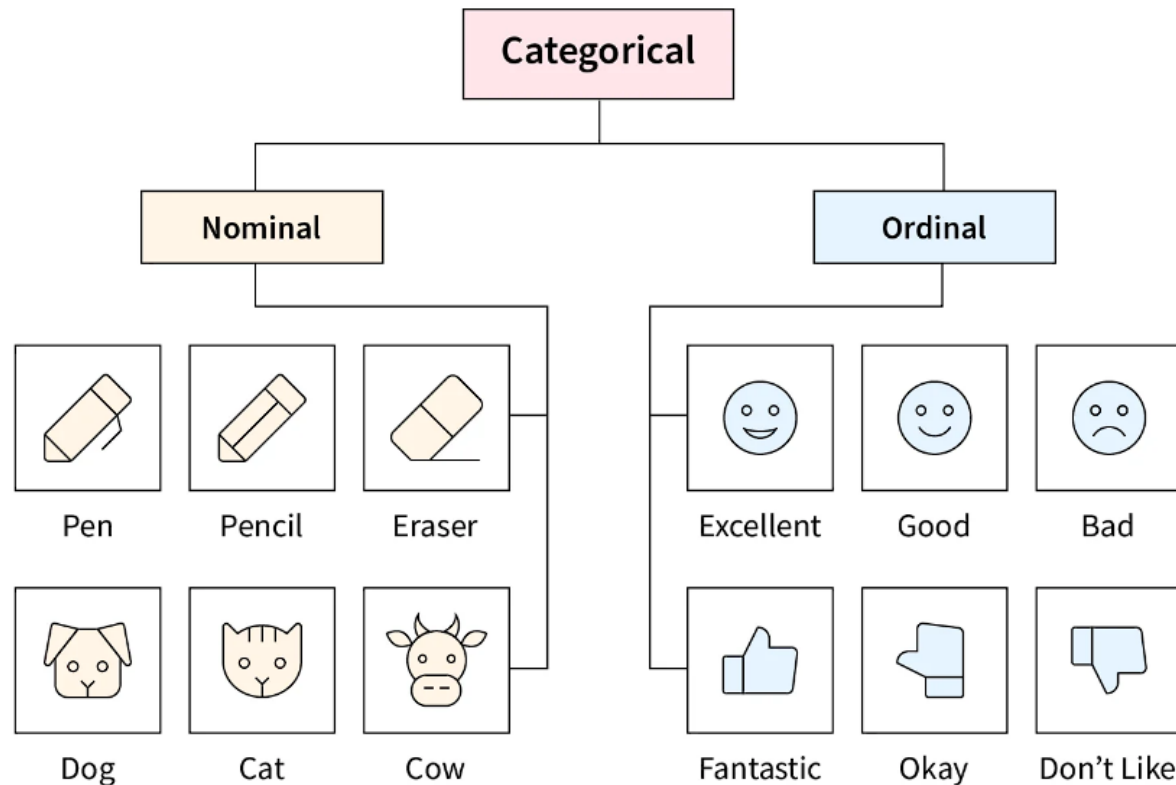 Categorical
Nominal
Ordinal
Pen
Pencil
Eraser
Excellent
Good
Bad
Dog
Cat
Cow
Fantastic
Okay
Don’t Like